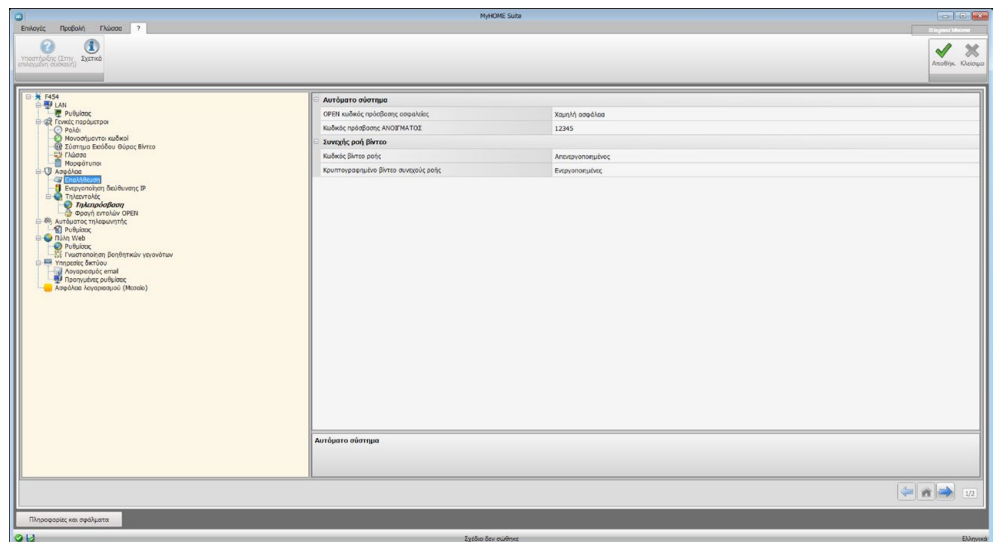 MyHOME Suite
Επιλογές Προβολή Γλώσσα ?
Υποστήριξης (Στην επιλεγμένη συσκευή)
Σχετικά
Αποθήκ. Κλείσιμο
F454
LAN
Ρυθμίσεις
Γενικές παράμετροι
Ρολόι
Μονοσήμαντοι κωδικοί
Σύστημα Εισόδου Θύρας Βίντεο
Γλώσσα
Μορφότυποι
Ασφάλεια
Επαλήθευση
Ενεργοποίηση διεύθυνσης IP
Τηλεεντολές
Τηλεπρόσβαση
Φραγή εντολών OPEN
Αυτόματος τηλεφωνητής
Ρυθμίσεις
Πύλη Web
Ρυθμίσεις
Γνωστοποίηση βοηθητικών γεγονότων
Υπηρεσίες δικτύου
Λογαριασμός email
Προηγμένες ρυθμίσεις
Ασφάλεια λογαριασμού (Μεσαίο)
Αυτόματο σύστημα
OPEN κωδικός πρόσβασης ασφαλείας Χαμηλή ασφάλεια
Κωδικός πρόσβασης ΑΝΟΙΓΜΑΤΟΣ 12345
Συνεχής ροή βίντεο
Κωδικός βίντεο ροής Απενεργοποιημένος
Κρυπτογραφημένο βίντεο συνεχούς ροής Ενεργοποιημένες
Αυτόματο σύστημα
1/2
Πληροφορίες και σφάλματα
Σχέδιο δεν σώθηκε
Ελληνικά